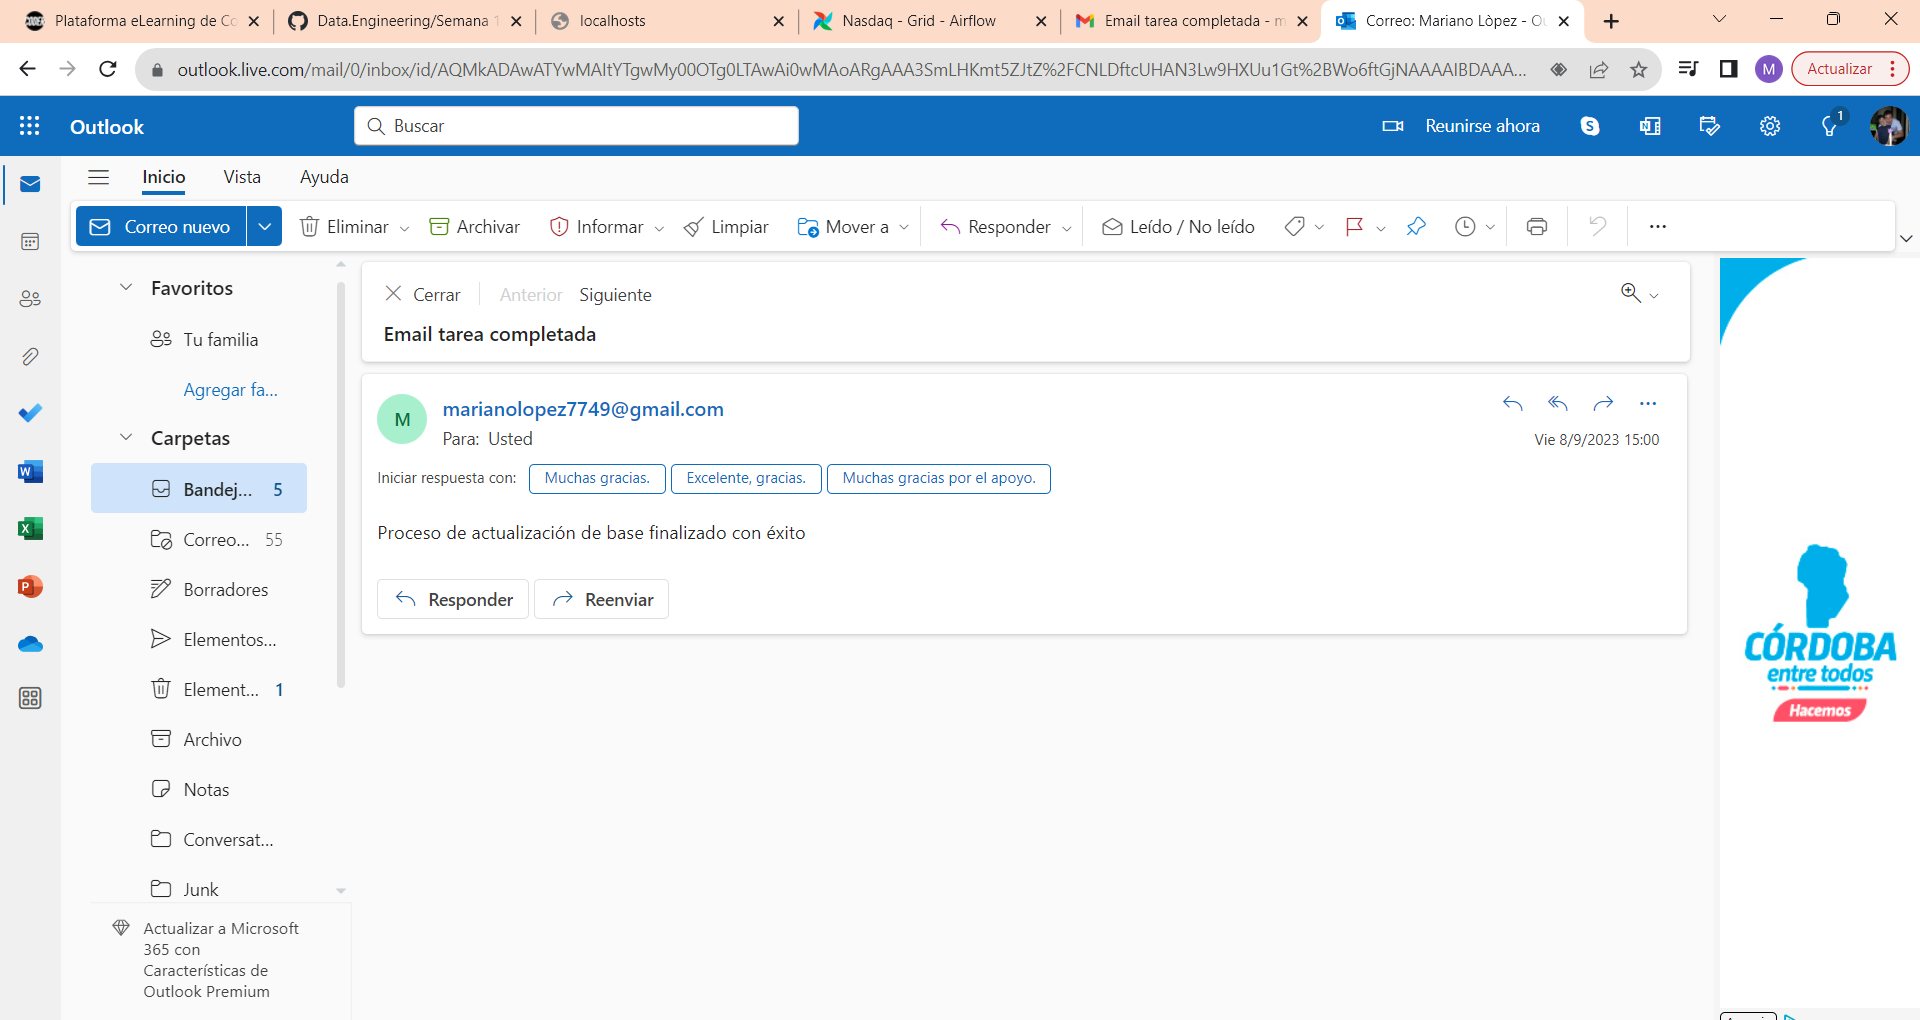 Plataforma eLearning de Co
Data.Engineering/Semana 1
localhosts
Nasdaq - Grid - Airflow
Email tarea completada - m
Correo: Mariano Lòpez - Ou
outlook.live.com/mail/0/inbox/id/AQMkADAwATYwMAItYTgwMy00OTg0LTAwAi0wMAoARgAAA3SmLHKmt5ZJtZ%2FCNLDftcUHAN3Lw9HXUu1Gt%2BWo6ftGjNAAAAIBDAAA...
M
Actualizar
Outlook
Buscar
Reunirse ahora
1
Inicio
Vista
Ayuda
Correo nuevo
Eliminar
Archivar
Informar
Limpiar
Mover a
Responder
Leído / No leído
...
Favoritos
Tu familia
Agregar fa...
Carpetas
Bandej... 5
Correo... 55
Borradores
Elementos...
Element... 1
Archivo
Notas
Conversat...
Junk
Actualizar a Microsoft
365 con
Características de
Outlook Premium
Cerrar
Anterior
Siguiente
Email tarea completada
M
marianolopez7749@gmail.com
Para: Usted
Vie 8/9/2023 15:00
Iniciar respuesta con:
Muchas gracias.
Excelente, gracias.
Muchas gracias por el apoyo.
Proceso de actualización de base finalizado con éxito
Responder
Reenviar
CÓRDOBA
entre todos
Hacemos